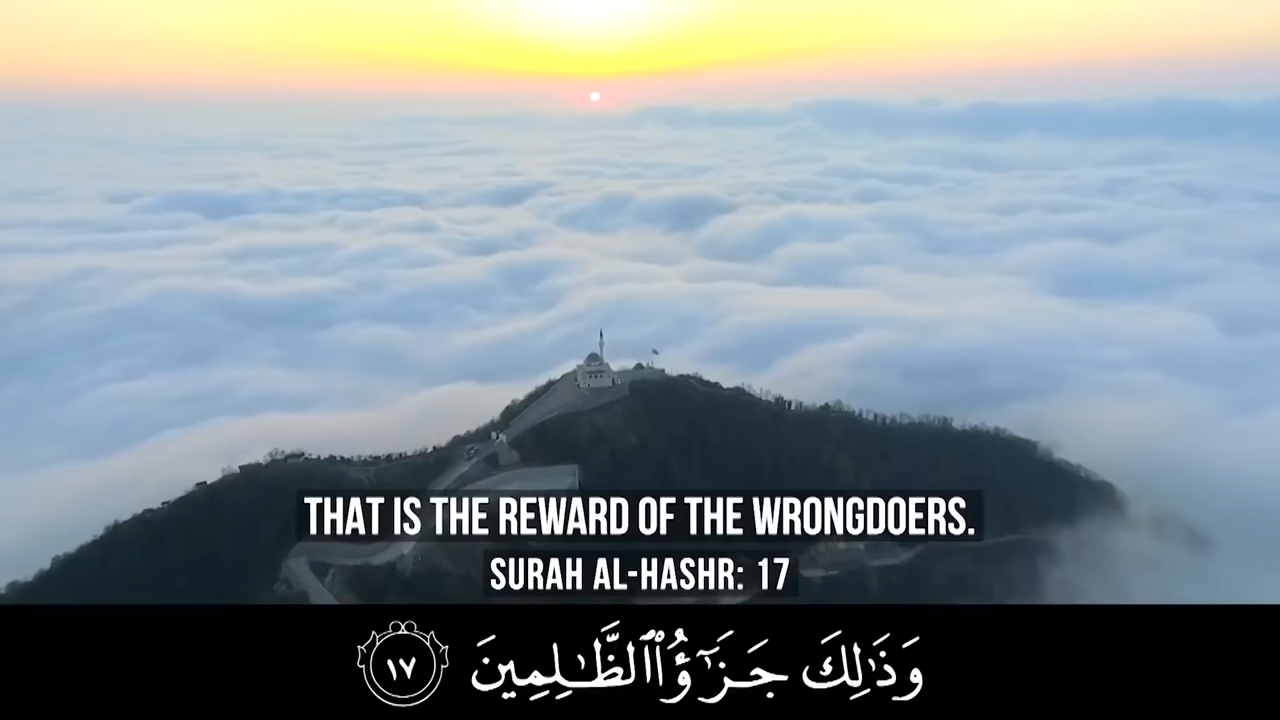 THAT IS THE REWARD OF THE WRONGDOERS.
SURAH AL-HASHR: 17
وَذَٰلِكَ جَزَـٰٓؤُا۟ ٱلظَّـٰلِمِينَ ١٧